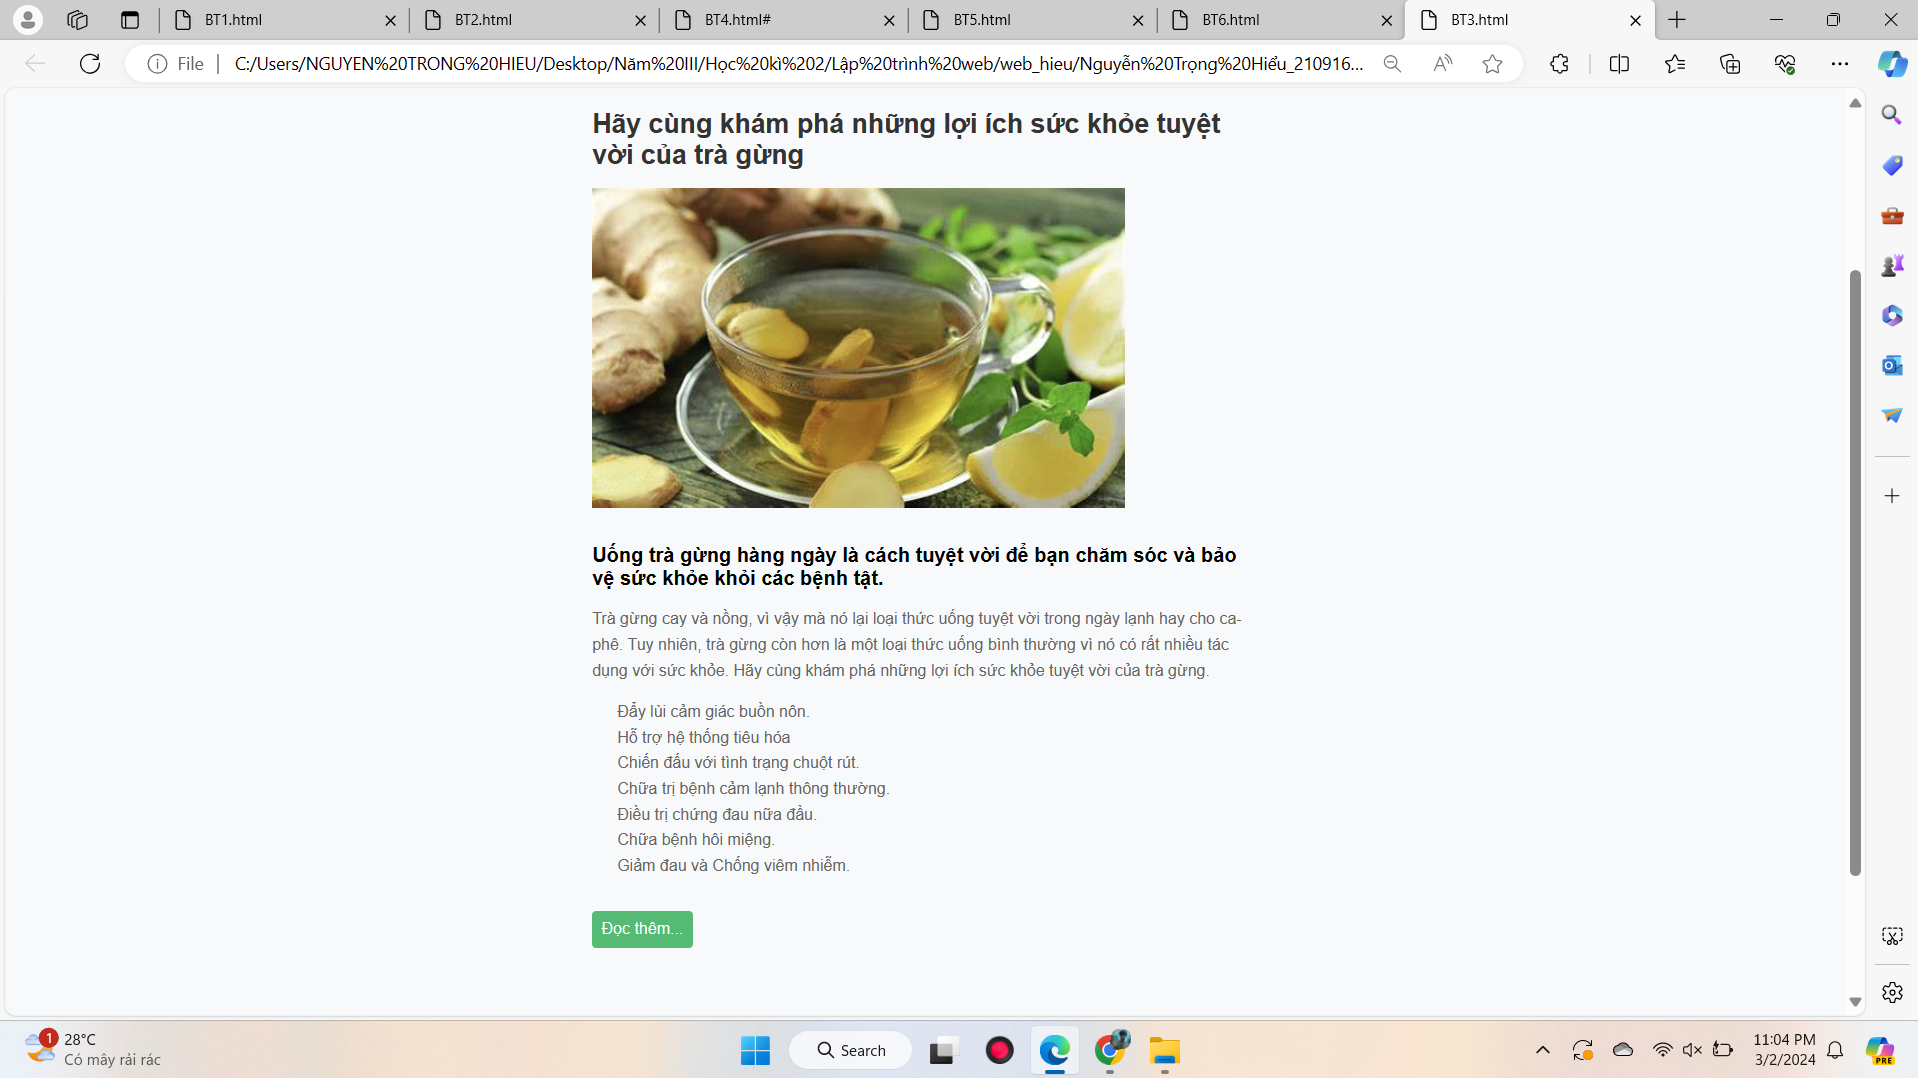 BT1.html
BT2.html
BT4.html#
BT5.html
BT6.html
BT3.html
File
C:/Users/NGUYEN%20TRONG%20HIEU/Desktop/Năm%20III/Học%20kì%202/Lập%20trình%20web/web_hieu/Nguyễn%20Trọng%20Hiểu_210916...
Hãy cùng khám phá những lợi ích sức khỏe tuyệt
vời của trà gừng
Uống trà gừng hàng ngày là cách tuyệt vời để bạn chăm sóc và bảo
vệ sức khỏe khỏi các bệnh tật.
Trà gừng cay và nồng, vì vậy mà nó lại loại thức uống tuyệt vời trong ngày lạnh hay cho ca-
phê. Tuy nhiên, trà gừng còn hơn là một loại thức uống bình thường vì nó có rất nhiều tác
dụng với sức khỏe. Hãy cùng khám phá những lợi ích sức khỏe tuyệt vời của trà gừng.
Đẩy lùi cảm giác buồn nôn.
Hỗ trợ hệ thống tiêu hóa
Chiến đấu với tình trạng chuột rút.
Chữa trị bệnh cảm lạnh thông thường.
Điều trị chứng đau nữa đầu.
Chữa bệnh hôi miệng.
Giảm đau và Chống viêm nhiễm.
Đọc thêm...
1
28°C
Có mây rải rác
Search
11:04 PM
3/2/2024
PRE